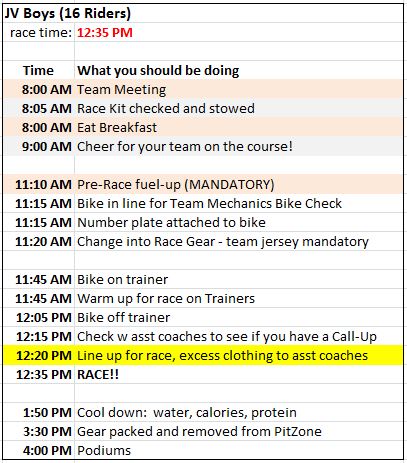 JV Boys (16 Riders)
race time: 12:35 PM
Time What you should be doing
8:00 AM Team Meeting
8:05 AM Race Kit checked and stowed
8:00 AM Eat Breakfast
9:00 AM Cheer for your team on the course!
11:10 AM Pre-Race fuel-up (MANDATORY)
11:15 AM Bike in line for Team Mechanics Bike Check
11:15 AM Number plate attached to bike
11:20 AM Change into Race Gear - team jersey mandatory
11:45 AM Bike on trainer
11:45 AM Warm up for race on Trainers
12:05 PM Bike off trainer
12:15 PM Check w asst coaches to see if you have a Call-Up
12:20 PM Line up for race, excess clothing to asst coaches
12:35 PM RACE!!
1:50 PM Cool down: water, calories, protein
3:30 PM Gear packed and removed from PitZone
4:00 PM Podiums